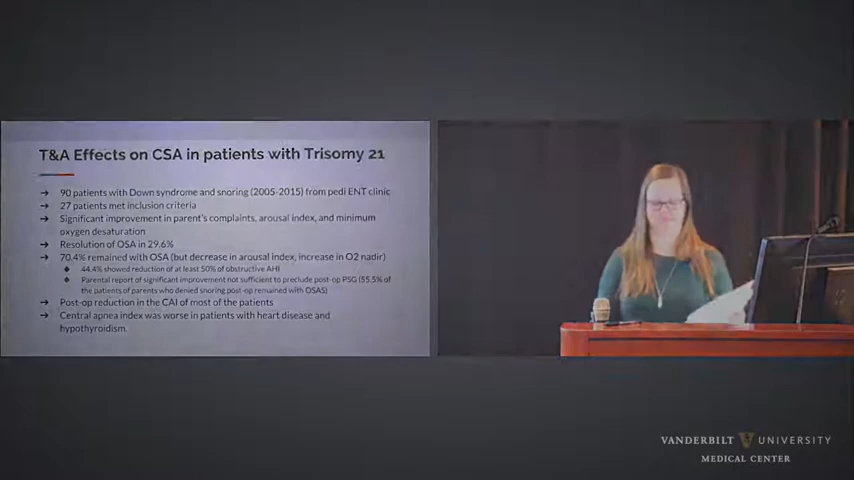 T&A Effects on CSA in patients with Trisomy 21
➔ 90 patients with Down syndrome and snoring (2005-2015) from pedi ENT clinic
➔ 27 patients met inclusion criteria
➔ Significant improvement in parent's complaints, arousal index, and minimum
oxygen desaturation
➔ Resolution of OSA in 29.6%
➔ 70.4% remained with OSA (but decrease in arousal index, increase in O2 nadir)
◆ 44.4% showed reduction of at least 50% of obstructive AHI
◆ Parental report of significant improvement not sufficient to preclude post-op PSG (55.5% of
the patients of parents who denied snoring post-op remained with OSAS)
➔ Post-op reduction in the CAI of most of the patients
➔ Central apnea index was worse in patients with heart disease and
hypothyroidism.
VANDERBILT V UNIVERSITY
MEDICAL CENTER